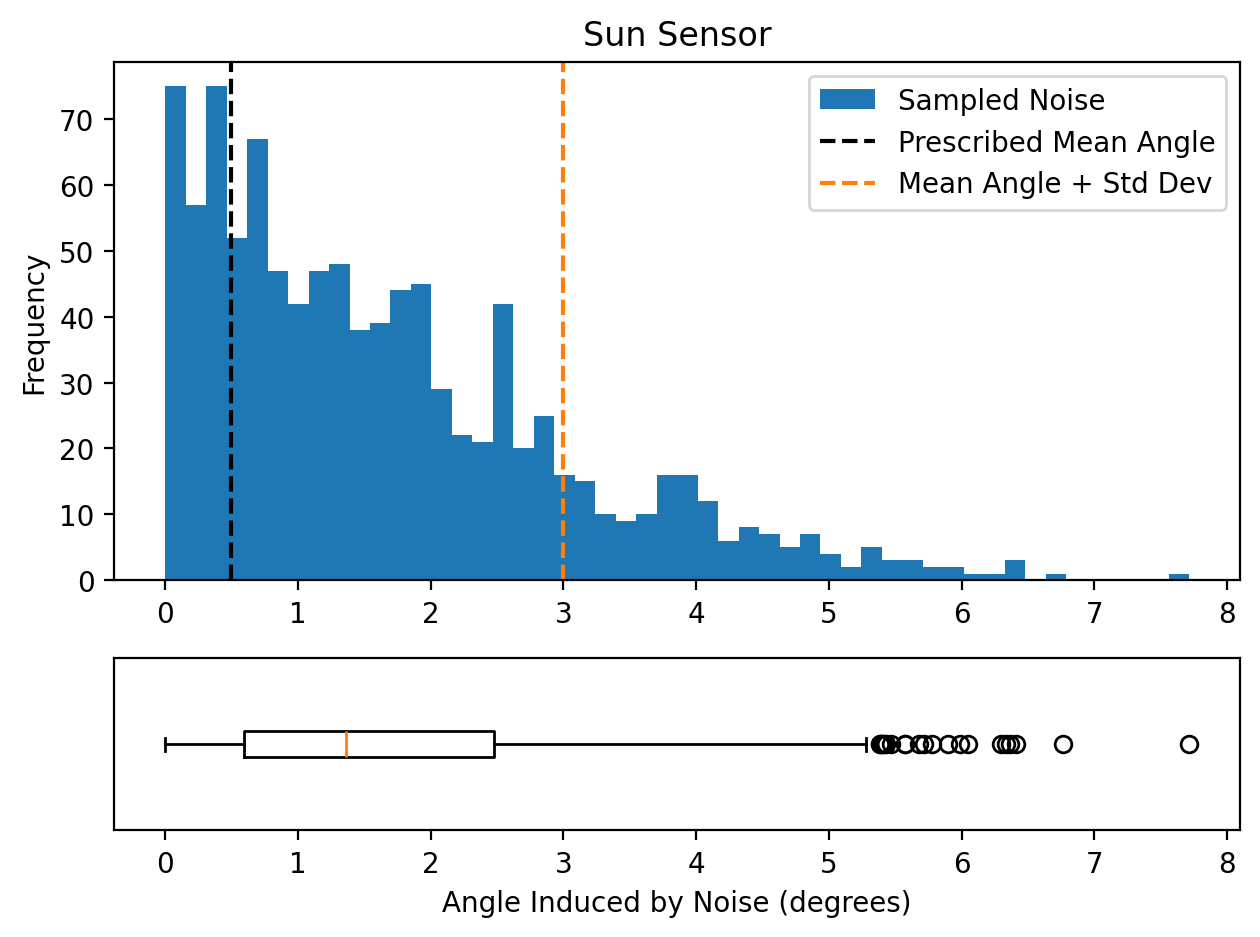 Sun Sensor
Frequency
70
60
50
40
30
20
10
0
0 1 2 3 4 5 6 7 8
Sampled Noise
Prescribed Mean Angle
Mean Angle + Std Dev
0 1 2 3 4 5 6 7 8
Angle Induced by Noise (degrees)